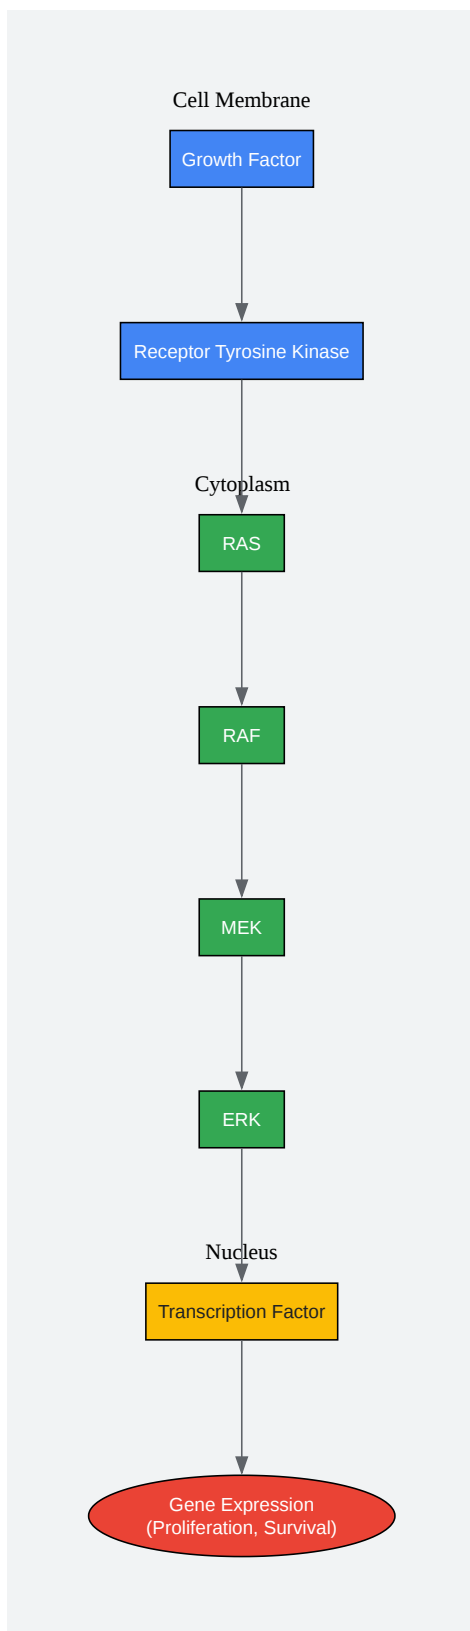 Cell Membrane
Growth Factor
Receptor Tyrosine Kinase
Cytoplasm
RAS
RAF
MEK
ERK
Nucleus
Transcription Factor
Gene Expression
(Proliferation, Survival)